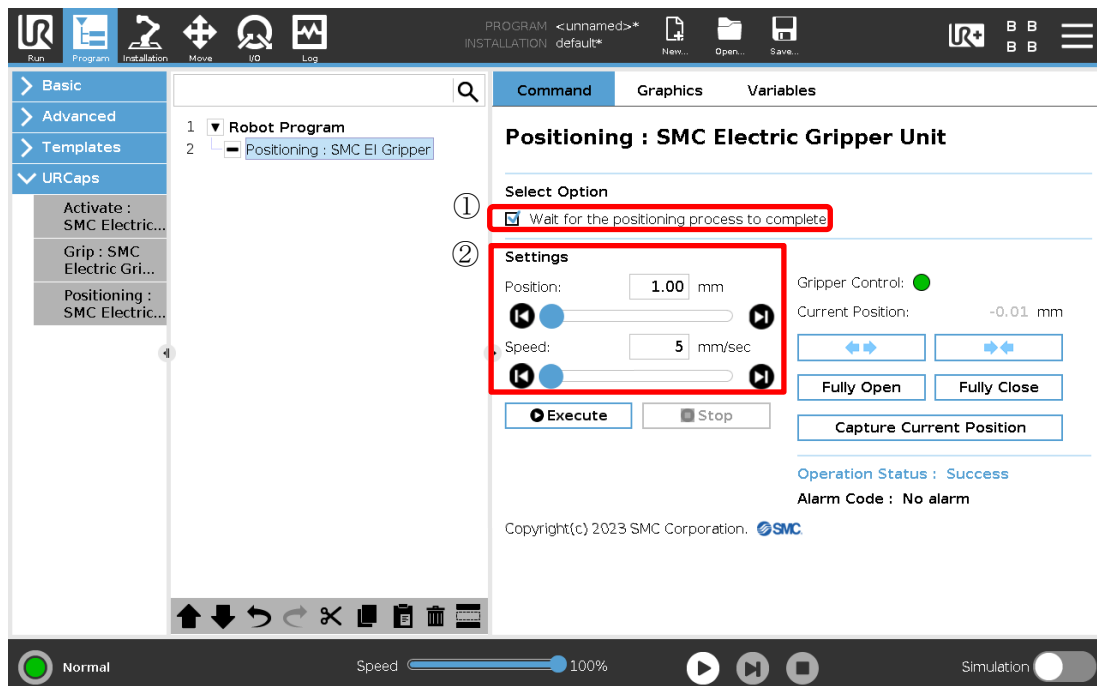 PROGRAM <unnamed>*
INSTALLATION default*
Run
Program
Installation
Move
I/O
Log
New...
Open...
Save...
UR
UR+
B B
B B
Basic
Advanced
Templates
URCaps
Activate :
SMC Electric...
Grip : SMC
Electric Gri...
Positioning :
SMC Electric...
1 Robot Program
2 Positioning : SMC El Gripper
Command Graphics Variables
Positioning : SMC Electric Gripper Unit
Select Option
① Wait for the positioning process to complete
② Settings
Position: 1.00 mm
Speed: 5 mm/sec
Execute Stop
Gripper Control:
Current Position: -0.01 mm
Fully Open Fully Close
Capture Current Position
Operation Status : Success
Alarm Code : No alarm
Copyright(c) 2023 SMC Corporation. SMC.
Normal
Speed 100%
Simulation